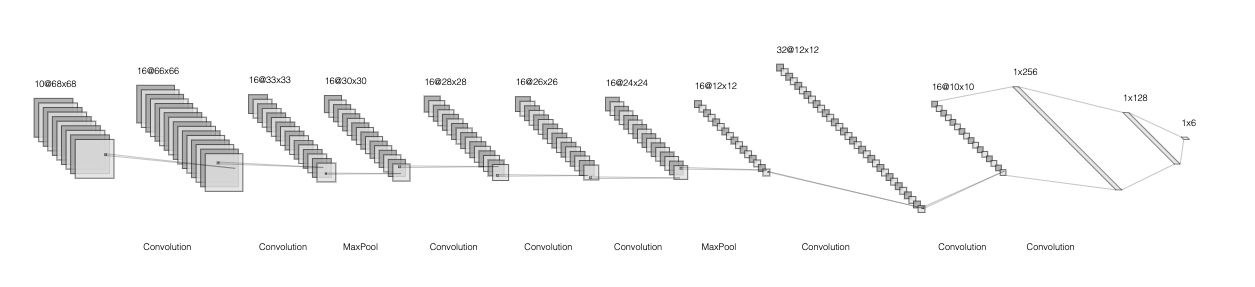 10@68x68
16@66x66
16@33x33
16@30x30
16@28x28
16@26x26
16@24x24
16@12x12
32@12x12
16@10x10
1x256
1x128
1x6
Convolution
Convolution
MaxPool
Convolution
Convolution
Convolution
MaxPool
Convolution
Convolution
Convolution